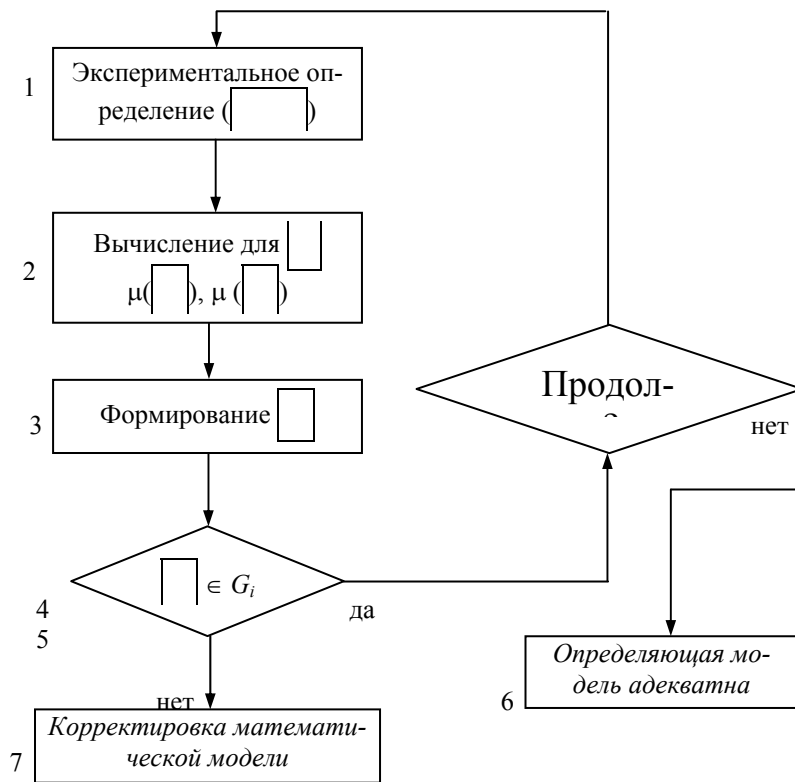 1
Экспериментальное оп-
ределение ( )
2
Вычисление для
μ( ), μ ( )
3
Формирование
Продол-
нет
∈ Gᵢ
4
5
да
нет
6
Определяющая мо-
дель адекватна
7
Корректировка математи-
ческой модели